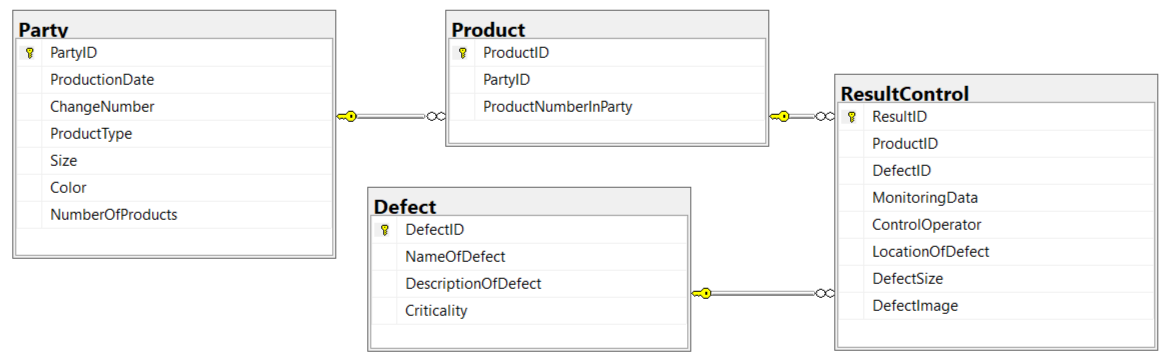 Party
PartyID
ProductionDate
ChangeNumber
ProductType
Size
Color
NumberOfProducts
Product
ProductID
PartyID
ProductNumberInParty
Defect
DefectID
NameOfDefect
DescriptionOfDefect
Criticality
ResultControl
ResultID
ProductID
DefectID
MonitoringData
ControlOperator
LocationOfDefect
DefectSize
DefectImage